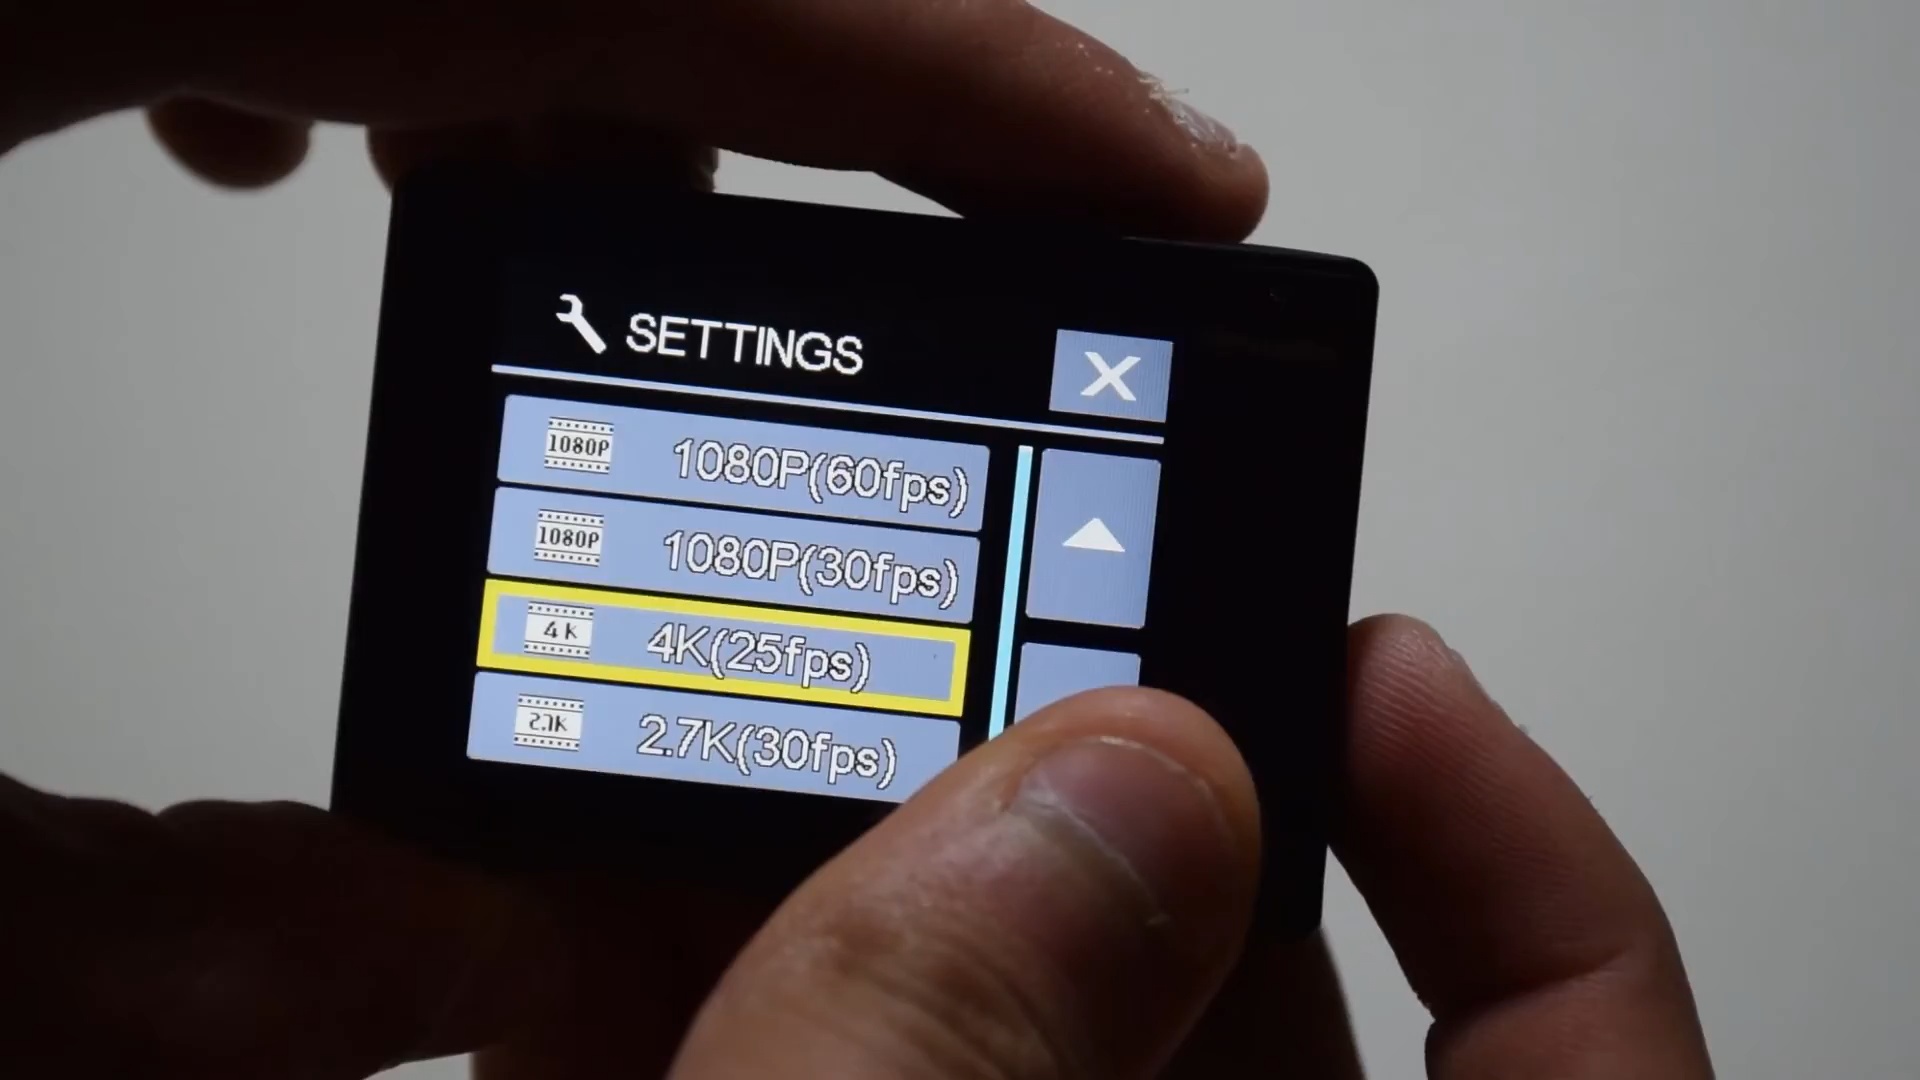 SETTINGS
X
1080P 1080P(60fps)
1080P 1080P(30fps)
4K 4K(25fps)
2.7K 2.7K(30fps)